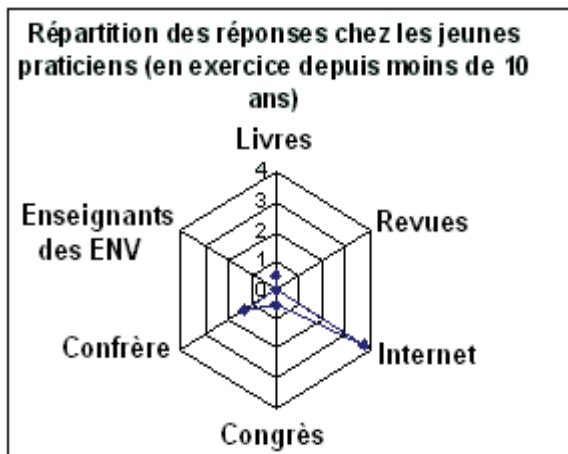 Répartition des réponses chez les jeunes
praticiens (en exercice depuis moins de 10
ans)
Livres
4
3
2
1
0
Enseignants
des ENV
Revues
Confrère
Internet
Congrès